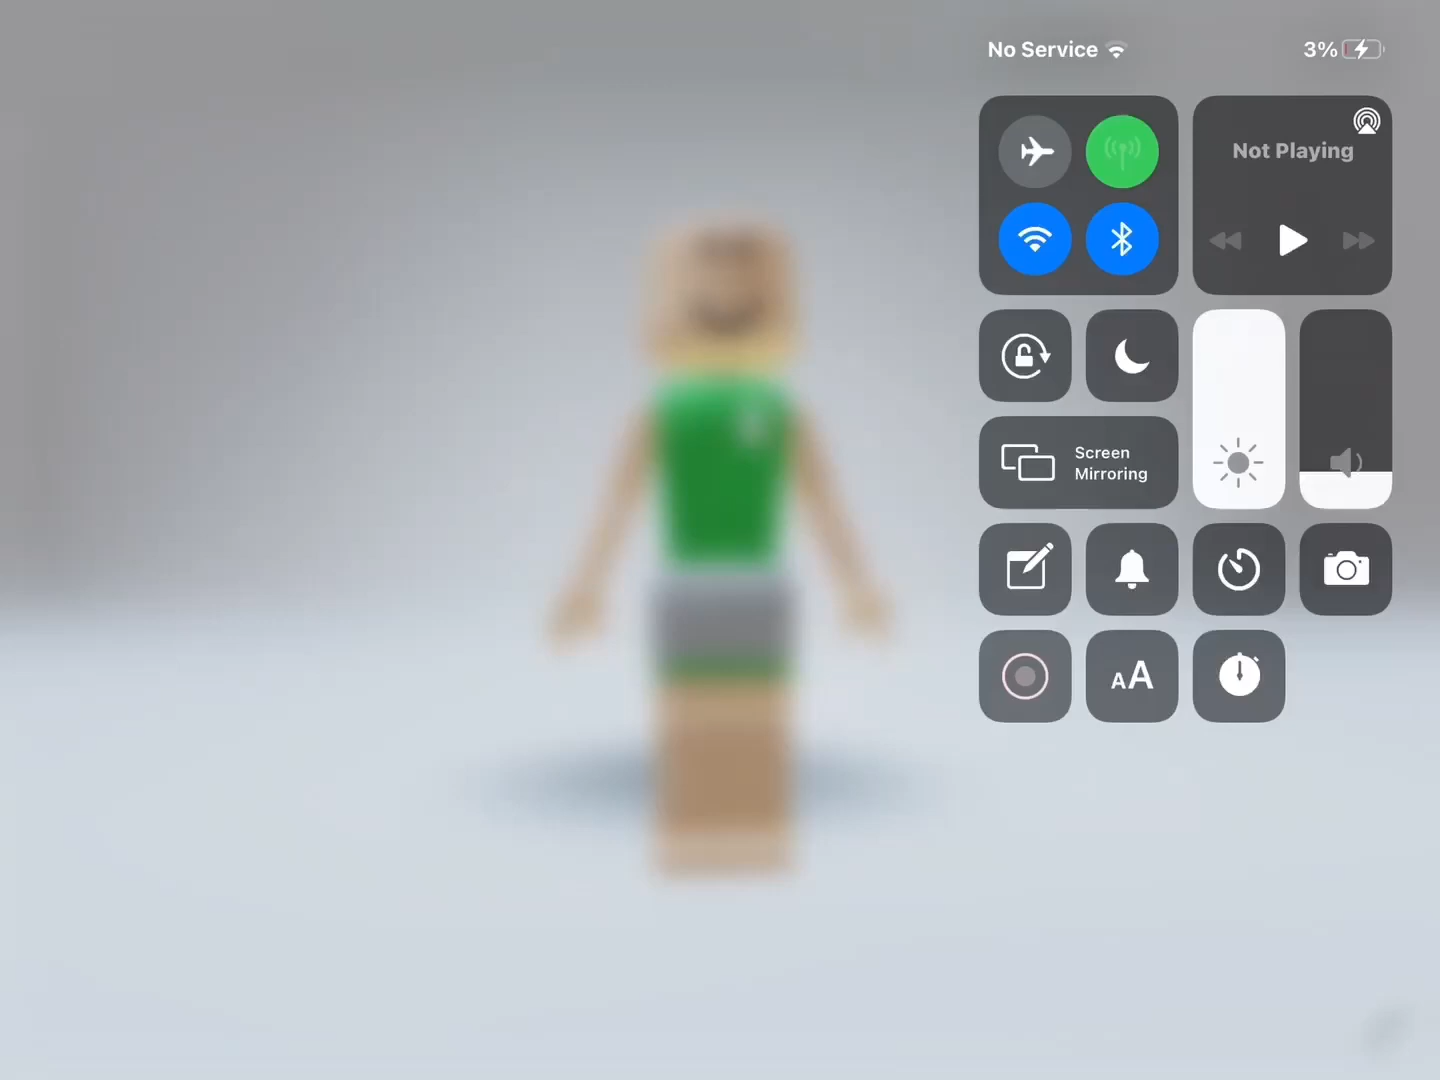 No Service
3%
Not Playing
Screen
Mirroring
AA